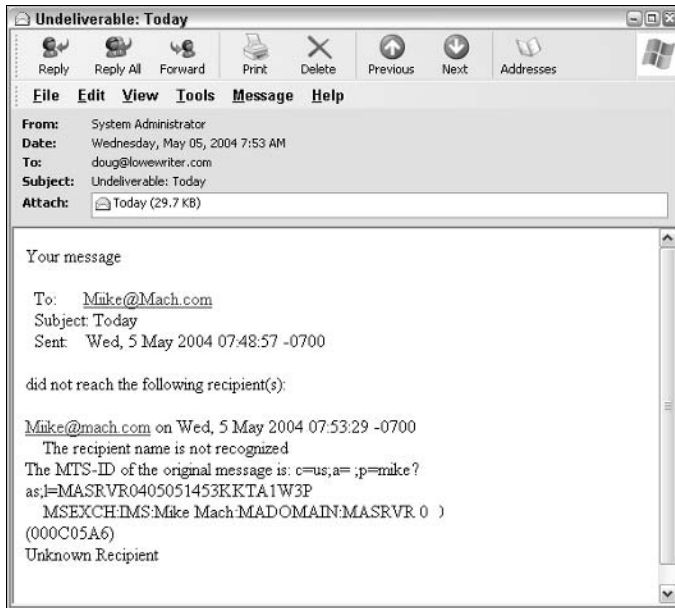 Undeliverable: Today
Reply Reply All Forward Print Delete Previous Next Addresses
File Edit View Tools Message Help
From: System Administrator
Date: Wednesday, May 05, 2004 7:53 AM
To: doug@lowewriter.com
Subject: Undeliverable: Today
Attach: Today (29.7 KB)
Your message
To: Miike@Mach.com
Subject: Today
Sent: Wed, 5 May 2004 07:48:57 -0700
did not reach the following recipient(s):
Miike@mach.com on Wed, 5 May 2004 07:53:29 -0700
The recipient name is not recognized
The MTS-ID of the original message is: c=us;a= ;p=mike?
as;l=MASRVR0405051453KKTA1W3P
MSEXCH:IMS:Mike Mach:MADOMAIN:MASRVR 0 )
(000C05A6)
Unknown Recipient